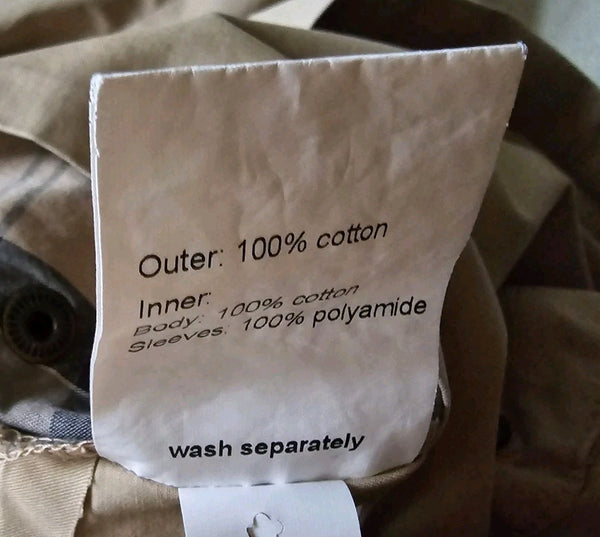 Outer: 100% cotton
Inner:
Body: 100% cotton
Sleeves: 100% polyamide
wash separately